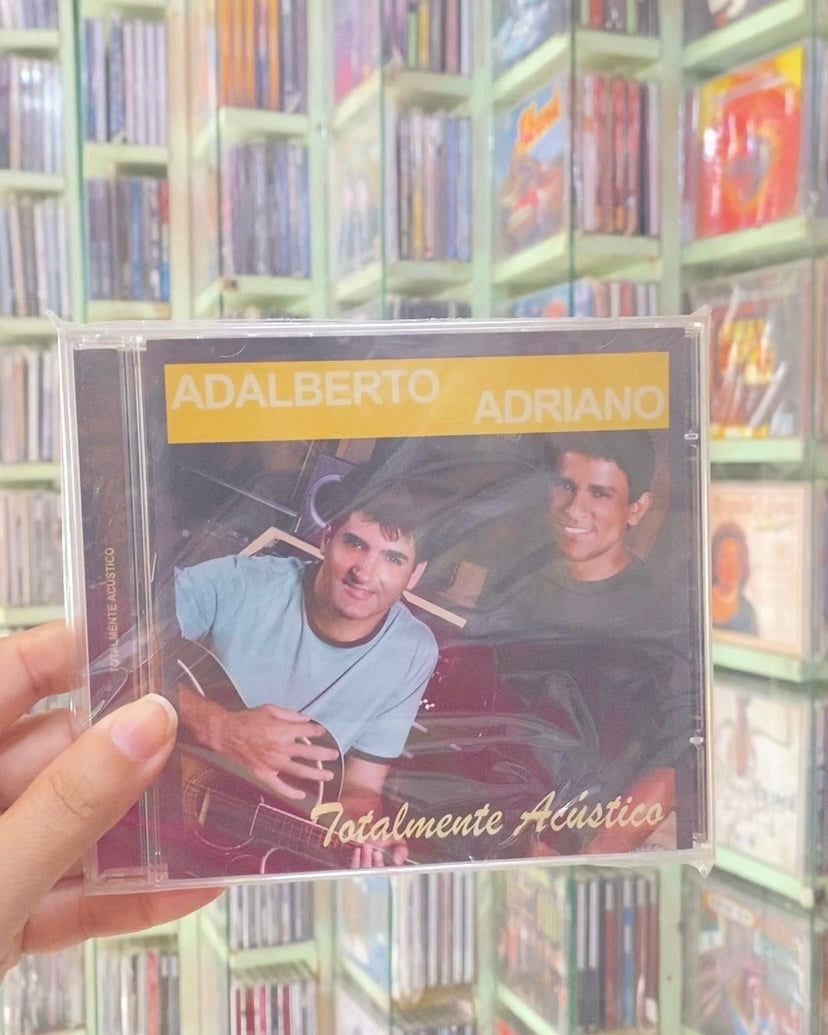 ADALBERTO
ADRIANO
TOTALMENTE ACÚSTICO
Totalmente Acústico